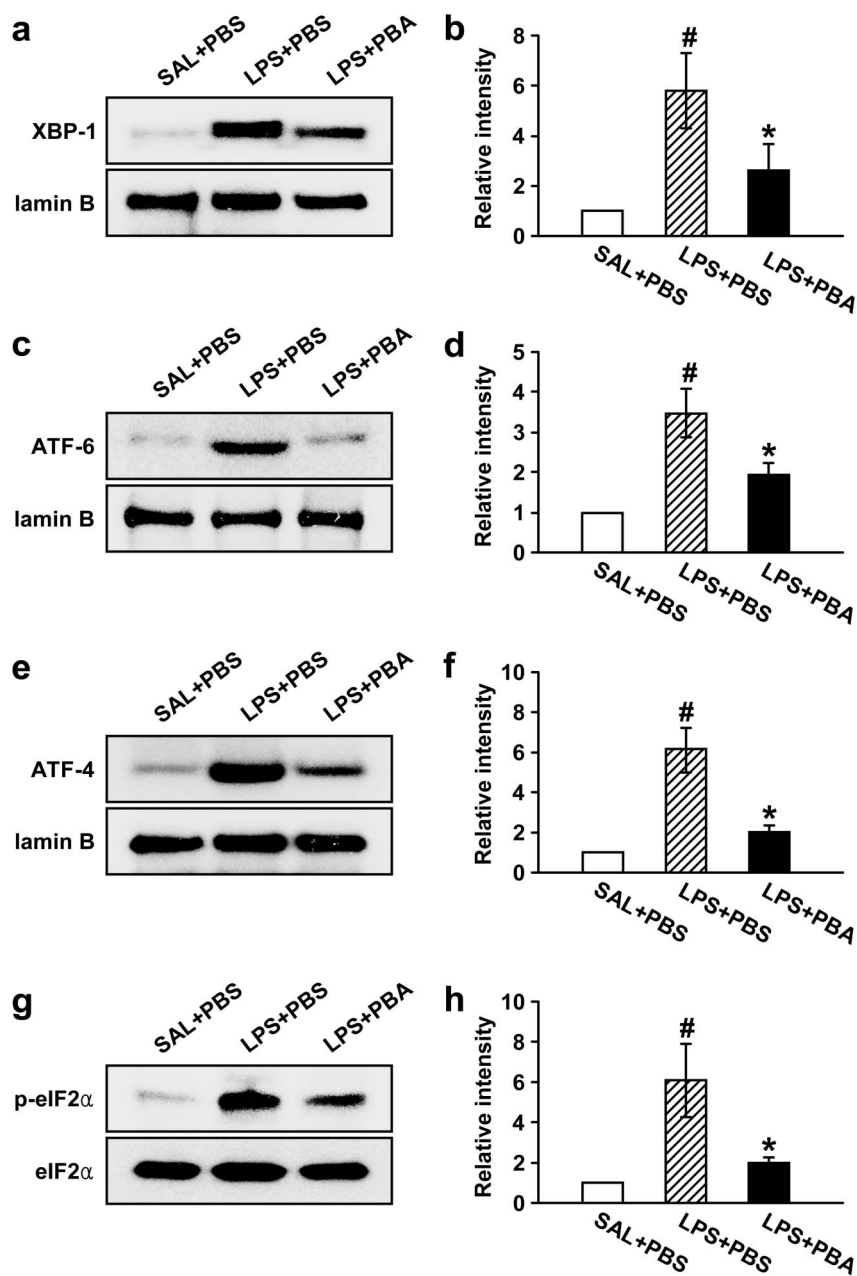 a
SAL+PBS
LPS+PBS
LPS+PBA
XBP-1
lamin B
b
Relative intensity
8
6
4
2
0
#
*
SAL+PBS
LPS+PBS
LPS+PBA
c
SAL+PBS
LPS+PBS
LPS+PBA
ATF-6
lamin B
d
Relative intensity
5
4
3
2
1
0
#
*
SAL+PBS
LPS+PBS
LPS+PBA
e
SAL+PBS
LPS+PBS
LPS+PBA
ATF-4
lamin B
f
Relative intensity
10
8
6
4
2
0
#
*
SAL+PBS
LPS+PBS
LPS+PBA
g
SAL+PBS
LPS+PBS
LPS+PBA
p-eIF2α
eIF2α
h
Relative intensity
10
8
6
4
2
0
#
*
SAL+PBS
LPS+PBS
LPS+PBA